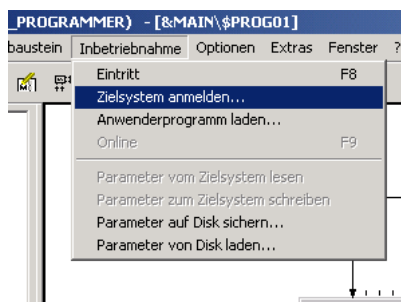 _PROGRAMMER) - [&MAIN\$PROG01]
baustein Inbetriebnahme Optionen Extras Fenster ?
Eintritt F8
Zielsystem anmelden...
Anwenderprogramm laden...
Online F9
Parameter vom Zielsystem lesen
Parameter zum Zielsystem schreiben
Parameter auf Disk sichern...
Parameter von Disk laden...